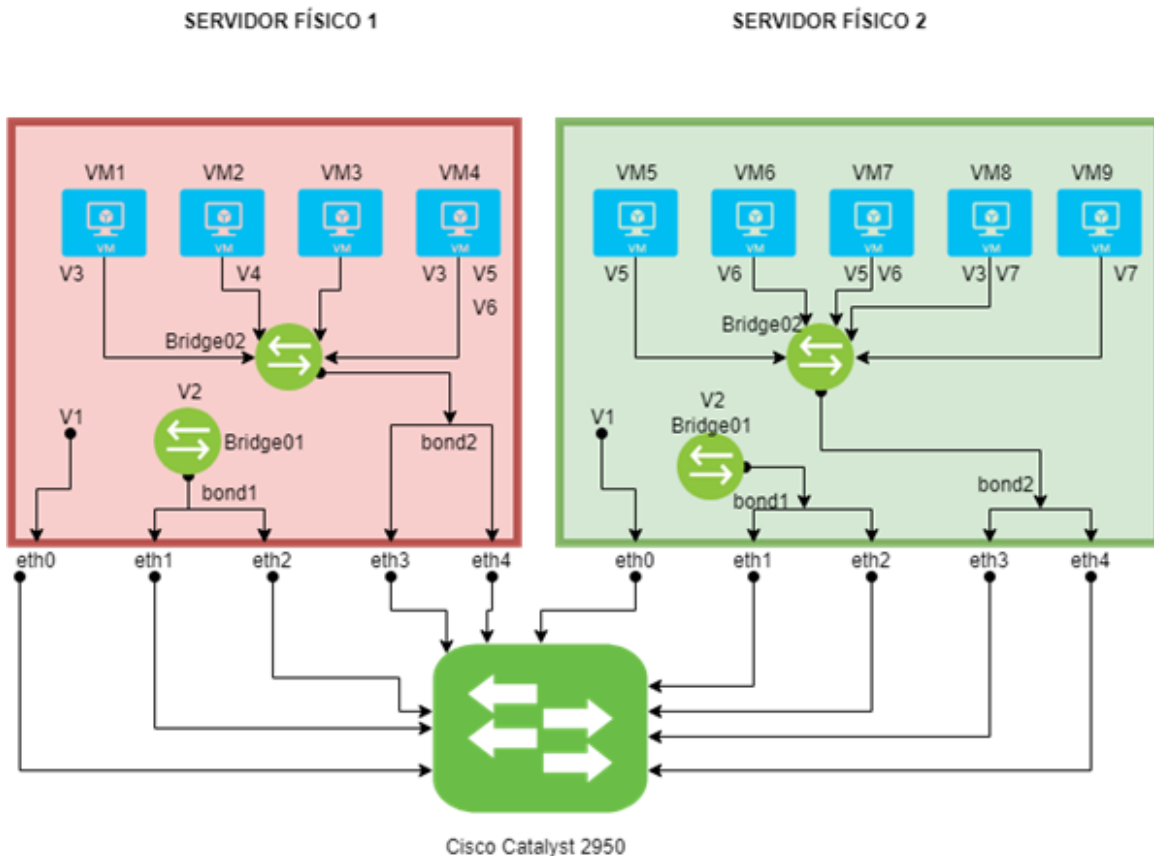 SERVIDOR FÍSICO 1
SERVIDOR FÍSICO 2
VM1
VM2
VM3
VM4
VM5
VM6
VM7
VM8
VM9
VM
VM
VM
VM
VM
VM
VM
VM
VM
V3
V4
V3
V5
V6
V5
V6
V5
V6
V3
V7
V7
Bridge02
Bridge02
V1
V2
Bridge01
bond2
bond1
V1
V2
Bridge01
bond1
bond2
eth0
eth1
eth2
eth3
eth4
eth0
eth1
eth2
eth3
eth4
Cisco Catalyst 2950